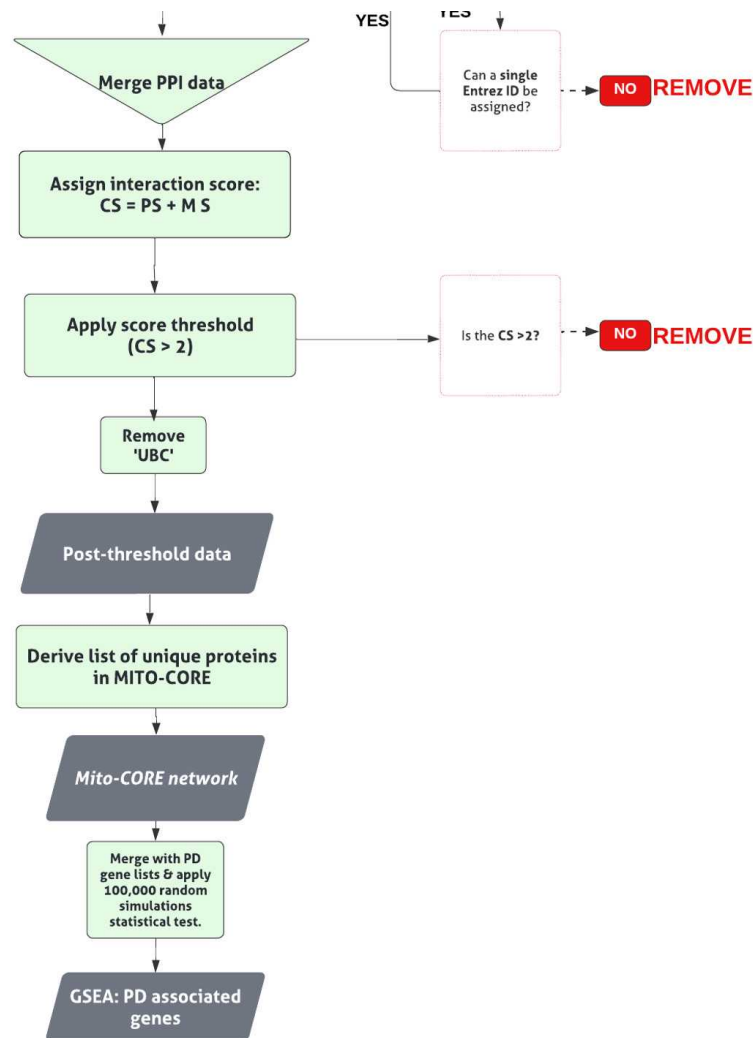 YES
YES
Merge PPI data
Can a single
Entrez ID be
assigned?
NO
REMOVE
Assign interaction score:
CS = PS + M S
Apply score threshold
(CS > 2)
Is the CS >2?
NO
REMOVE
Remove
'UBC'
Post-threshold data
Derive list of unique proteins
in MITO-CORE
Mito-CORE network
Merge with PD
gene lists & apply
100,000 random
simulations
statistical test.
GSEA: PD associated
genes